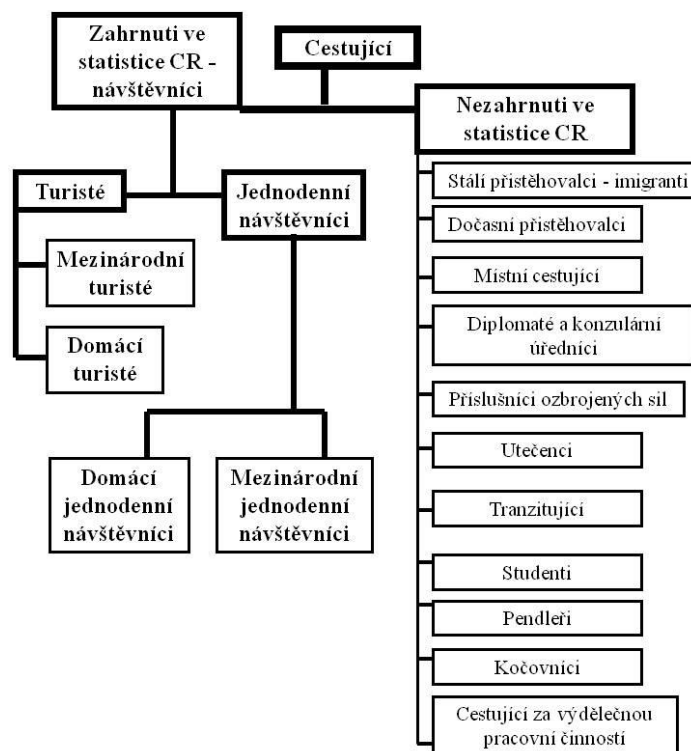 Zahrnuti ve
statistice CR -
návštěvníci
Cestující
Nezahrnuti ve
statistice CR
Turisté
Jednodenní
návštěvníci
Mezinárodní
turisté
Domácí
turisté
Domácí
jednodenní
návštěvníci
Mezinárodní
jednodenní
návštěvníci
Stálí přistěhovalci - imigranti
Dočasní přistěhovalci
Místní cestující
Diplomaté a konzulární
úředníci
Příslušníci ozbrojených sil
Utečenci
Tranzitující
Studenti
Pendleři
Kočovníci
Cestující za výdělečnou
pracovní činností